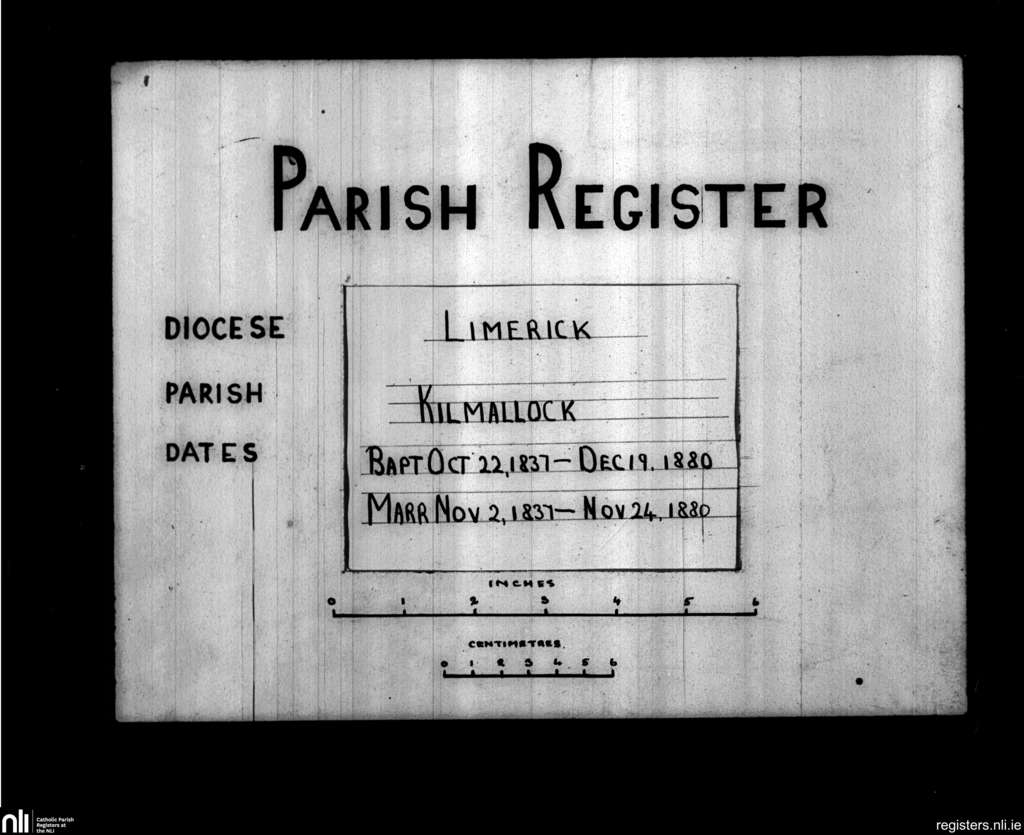 PARISH REGISTER
DIOCESE LIMERICK
PARISH KILMALLOCK
DATES BAPT OCT 22, 1837 — DEC 19, 1880
MARR NOV 2, 1837 — NOV 24, 1880
INCHES
0 1 2 3 4 5 6
CENTIMETRES
0 1 2 3 4 5 6
nli Catholic Parish
Registers at
the NLI
registers.nli.ie